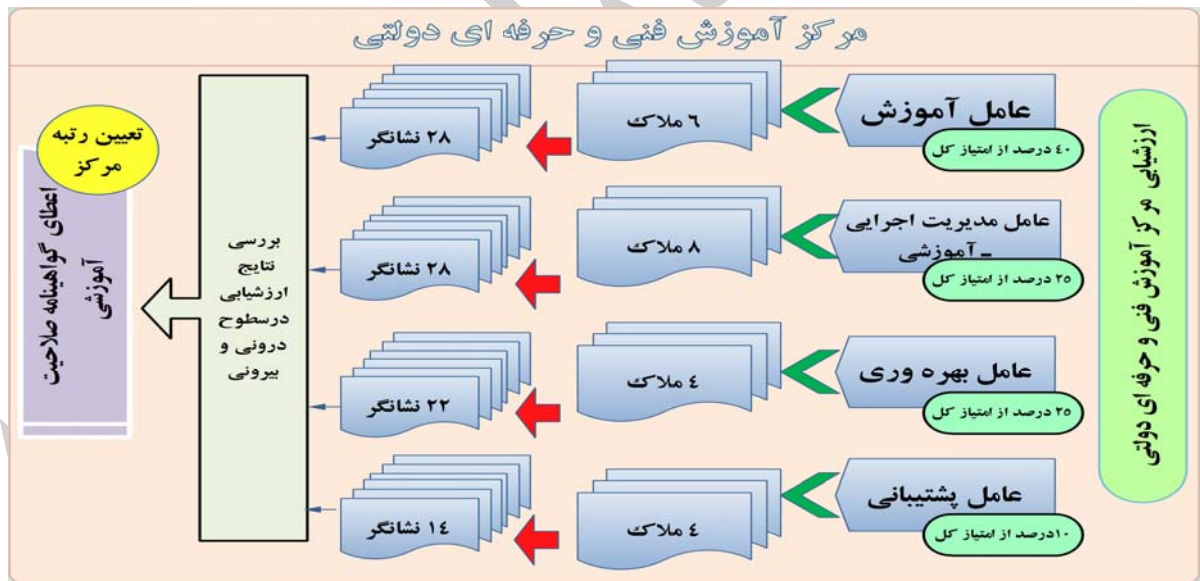 مرکز آموزش فنی و حرفه ای دولتی
ارزشیابی مرکز آموزش فنی و حرفه ای دولتی
عامل آموزش
٤٠ درصد از امتیاز کل
٦ ملاک
۲۸ نشانگر
عامل مدیریت اجرایی
ـ آموزشی
۲۵ درصد از امتیاز کل
۸ ملاک
۲۸ نشانگر
عامل بهره وری
۲۵ درصد از امتیاز کل
٤ ملاک
۲۲ نشانگر
عامل پشتیبانی
۱۰درصد از امتیاز کل
٤ ملاک
۱٤ نشانگر
بررسی
نتایج
ارزشیابی
درسطوح
درونی و
بیرونی
تعیین رتبه
مرکز
اعطای گواهینامه صلاحیت
آموزشی